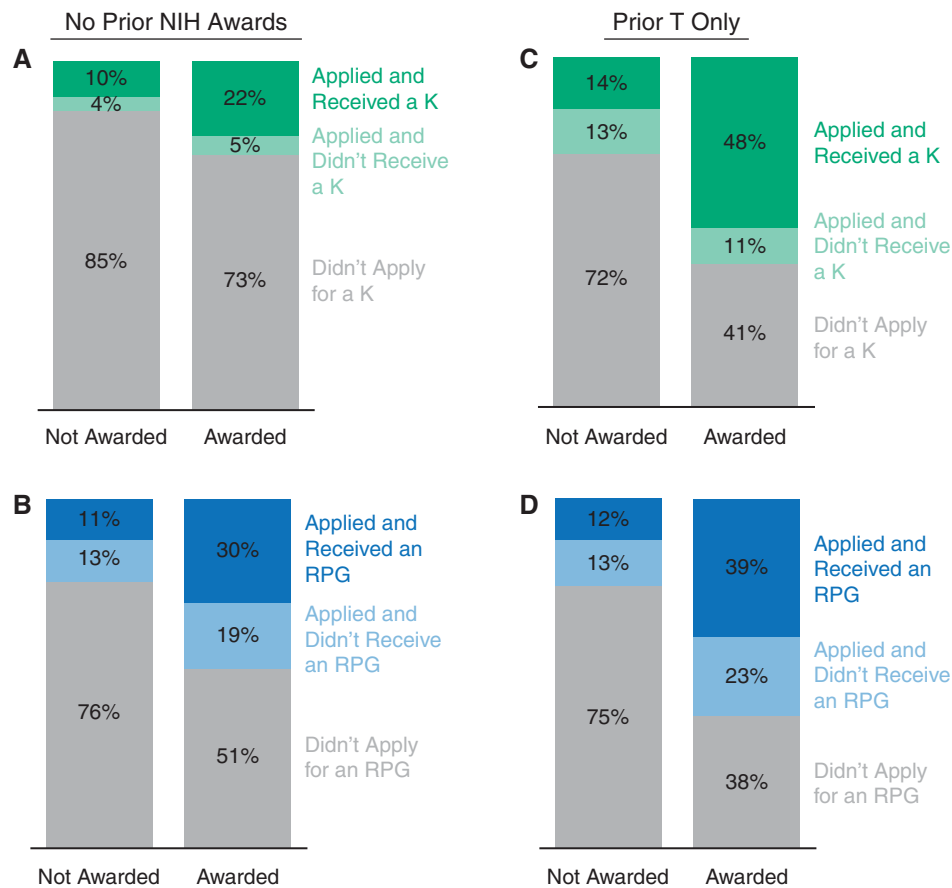 No Prior NIH Awards
A
10%
4%
85%
22%
5%
73%
Applied and
Received a K
Applied and
Didn't Receive
a K
Didn't Apply
for a K
Not Awarded
Awarded
Prior T Only
C
14%
13%
72%
48%
11%
41%
Applied and
Received a K
Applied and
Didn't Receive
a K
Didn't Apply
for a K
Not Awarded
Awarded
B
11%
13%
76%
30%
19%
51%
Applied and
Received an
RPG
Applied and
Didn't Receive
an RPG
Didn't Apply
for an RPG
Not Awarded
Awarded
D
12%
13%
75%
39%
23%
38%
Applied and
Received an
RPG
Applied and
Didn't Receive
an RPG
Didn't Apply
for an RPG
Not Awarded
Awarded